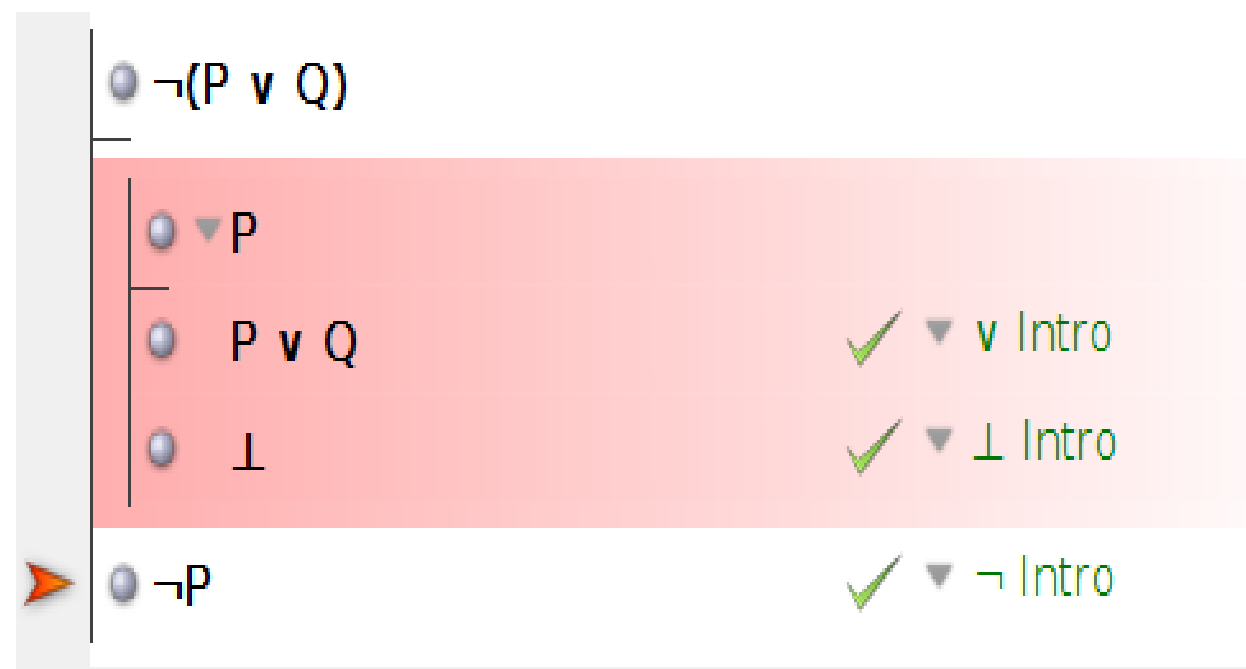 ¬(P ∨ Q)
P
P ∨ Q ∨ Intro
⊥ ⊥ Intro
¬P ¬ Intro